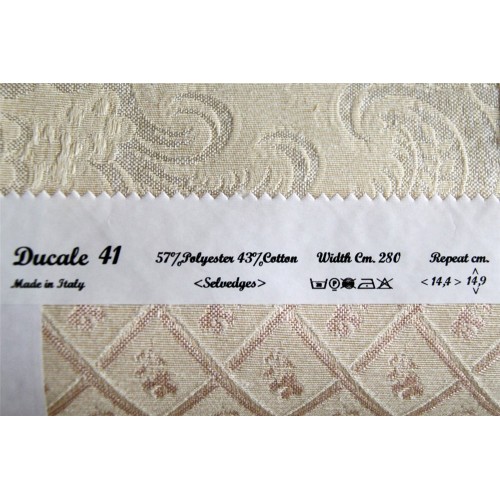 Ducale 41 57%Polyester 43%Cotton Width Cm. 280 Repeat cm.
Made in Italy <Selvedges> < 14,4 > 14,9